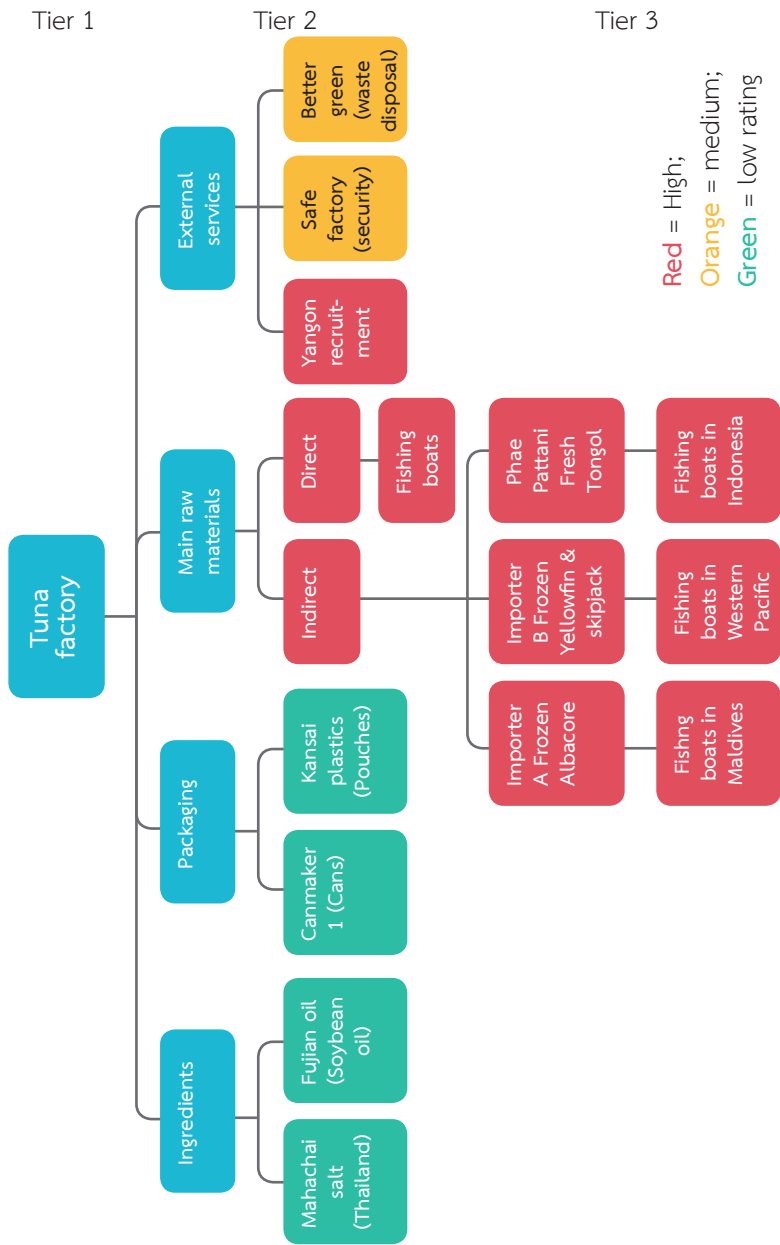 Tier 1
Tuna
factory
Tier 2
Ingredients
Packaging
Main raw
materials
External
services
Mahachai
salt
(Thailand)
Fujian oil
(Soybean
oil)
Canmaker
1 (Cans)
Kansai
plastics
(Pouches)
Indirect
Direct
Fishing
boats
Yangon
recruit-
ment
Safe
factory
(security)
Better
green
(waste
disposal)
Tier 3
Importer
A Frozen
Albacore
Importer
B Frozen
Yellowfin &
skipjack
Phae
Pattani
Fresh
Tongol
Fishng
boats in
Maldives
Fishing
boats in
Western
Pacific
Fishing
boats in
Indonesia
Red = High;
Orange = medium;
Green = low rating